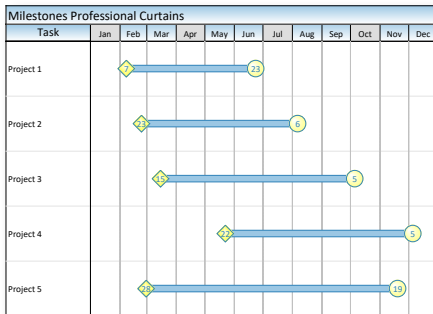 Milestones Professional Curtains
Task Jan Feb Mar Apr May Jun Jul Aug Sep Oct Nov Dec
Project 1 7 23
Project 2 23 6
Project 3 15 5
Project 4 22 5
Project 5 28 19